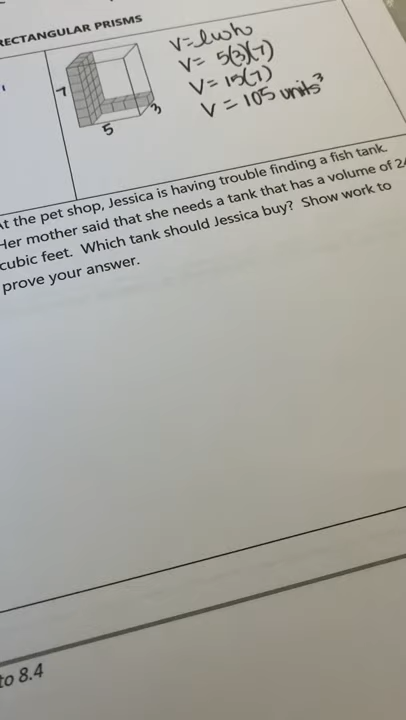 RECTANGULAR PRISMS
V=lwh
V= 5(3)(7)
V= 15(7)
V = 105 units³
7
5
3
At the pet shop, Jessica is having trouble finding a fish tank.
Her mother said that she needs a tank that has a volume of
cubic feet. Which tank should Jessica buy? Show work to
prove your answer.
to 8.4